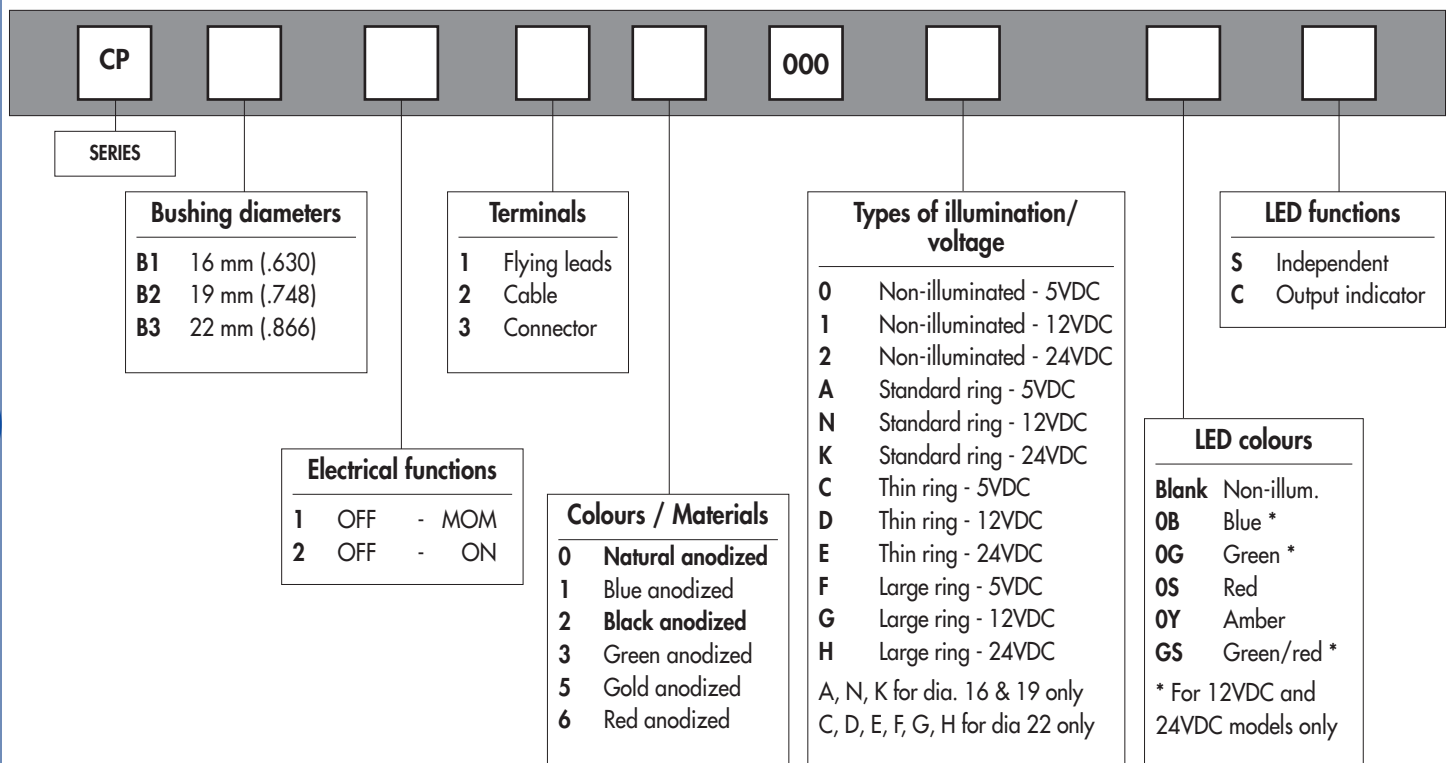 CP
000
SERIES
Bushing diameters
B1 16 mm (.630)
B2 19 mm (.748)
B3 22 mm (.866)
Electrical functions
1 OFF - MOM
2 OFF - ON
Terminals
1 Flying leads
2 Cable
3 Connector
Colours / Materials
0 Natural anodized
1 Blue anodized
2 Black anodized
3 Green anodized
5 Gold anodized
6 Red anodized
Types of illumination/
voltage
0 Non-illuminated - 5VDC
1 Non-illuminated - 12VDC
2 Non-illuminated - 24VDC
A Standard ring - 5VDC
N Standard ring - 12VDC
K Standard ring - 24VDC
C Thin ring - 5VDC
D Thin ring - 12VDC
E Thin ring - 24VDC
F Large ring - 5VDC
G Large ring - 12VDC
H Large ring - 24VDC
A, N, K for dia. 16 & 19 only
C, D, E, F, G, H for dia 22 only
LED colours
Blank Non-illum.
0B Blue *
0G Green *
0S Red
0Y Amber
GS Green/red *
* For 12VDC and
24VDC models only
LED functions
S Independent
C Output indicator